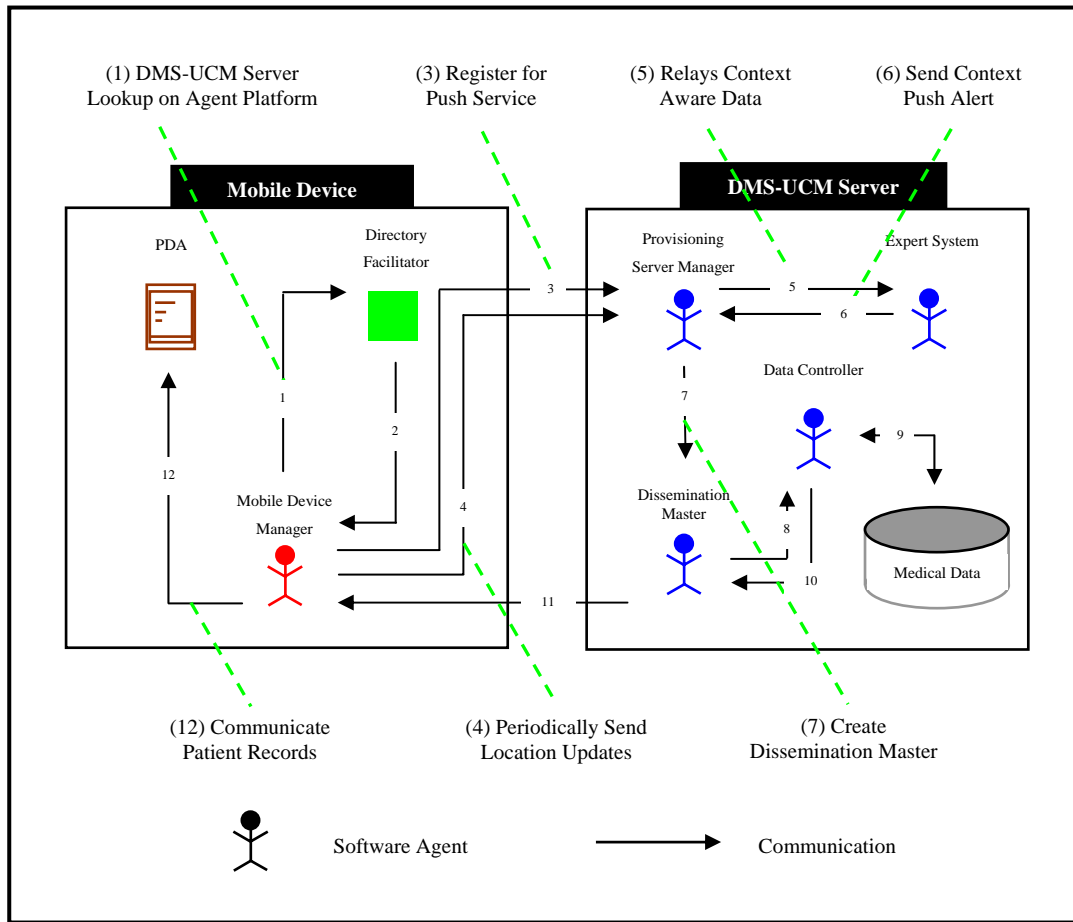 (1) DMS-UCM Server
Lookup on Agent Platform
(3) Register for
Push Service
(5) Relays Context
Aware Data
(6) Send Context
Push Alert
Mobile Device
DMS-UCM Server
PDA
Directory
Facilitator
Provisioning
Server Manager
Expert System
3
5
4
6
Data Controller
1
2
7
9
12
Mobile Device
Manager
4
Dissemination
Master
8
Medical Data
10
11
(12) Communicate
Patient Records
(4) Periodically Send
Location Updates
(7) Create
Dissemination Master
Software Agent
Communication